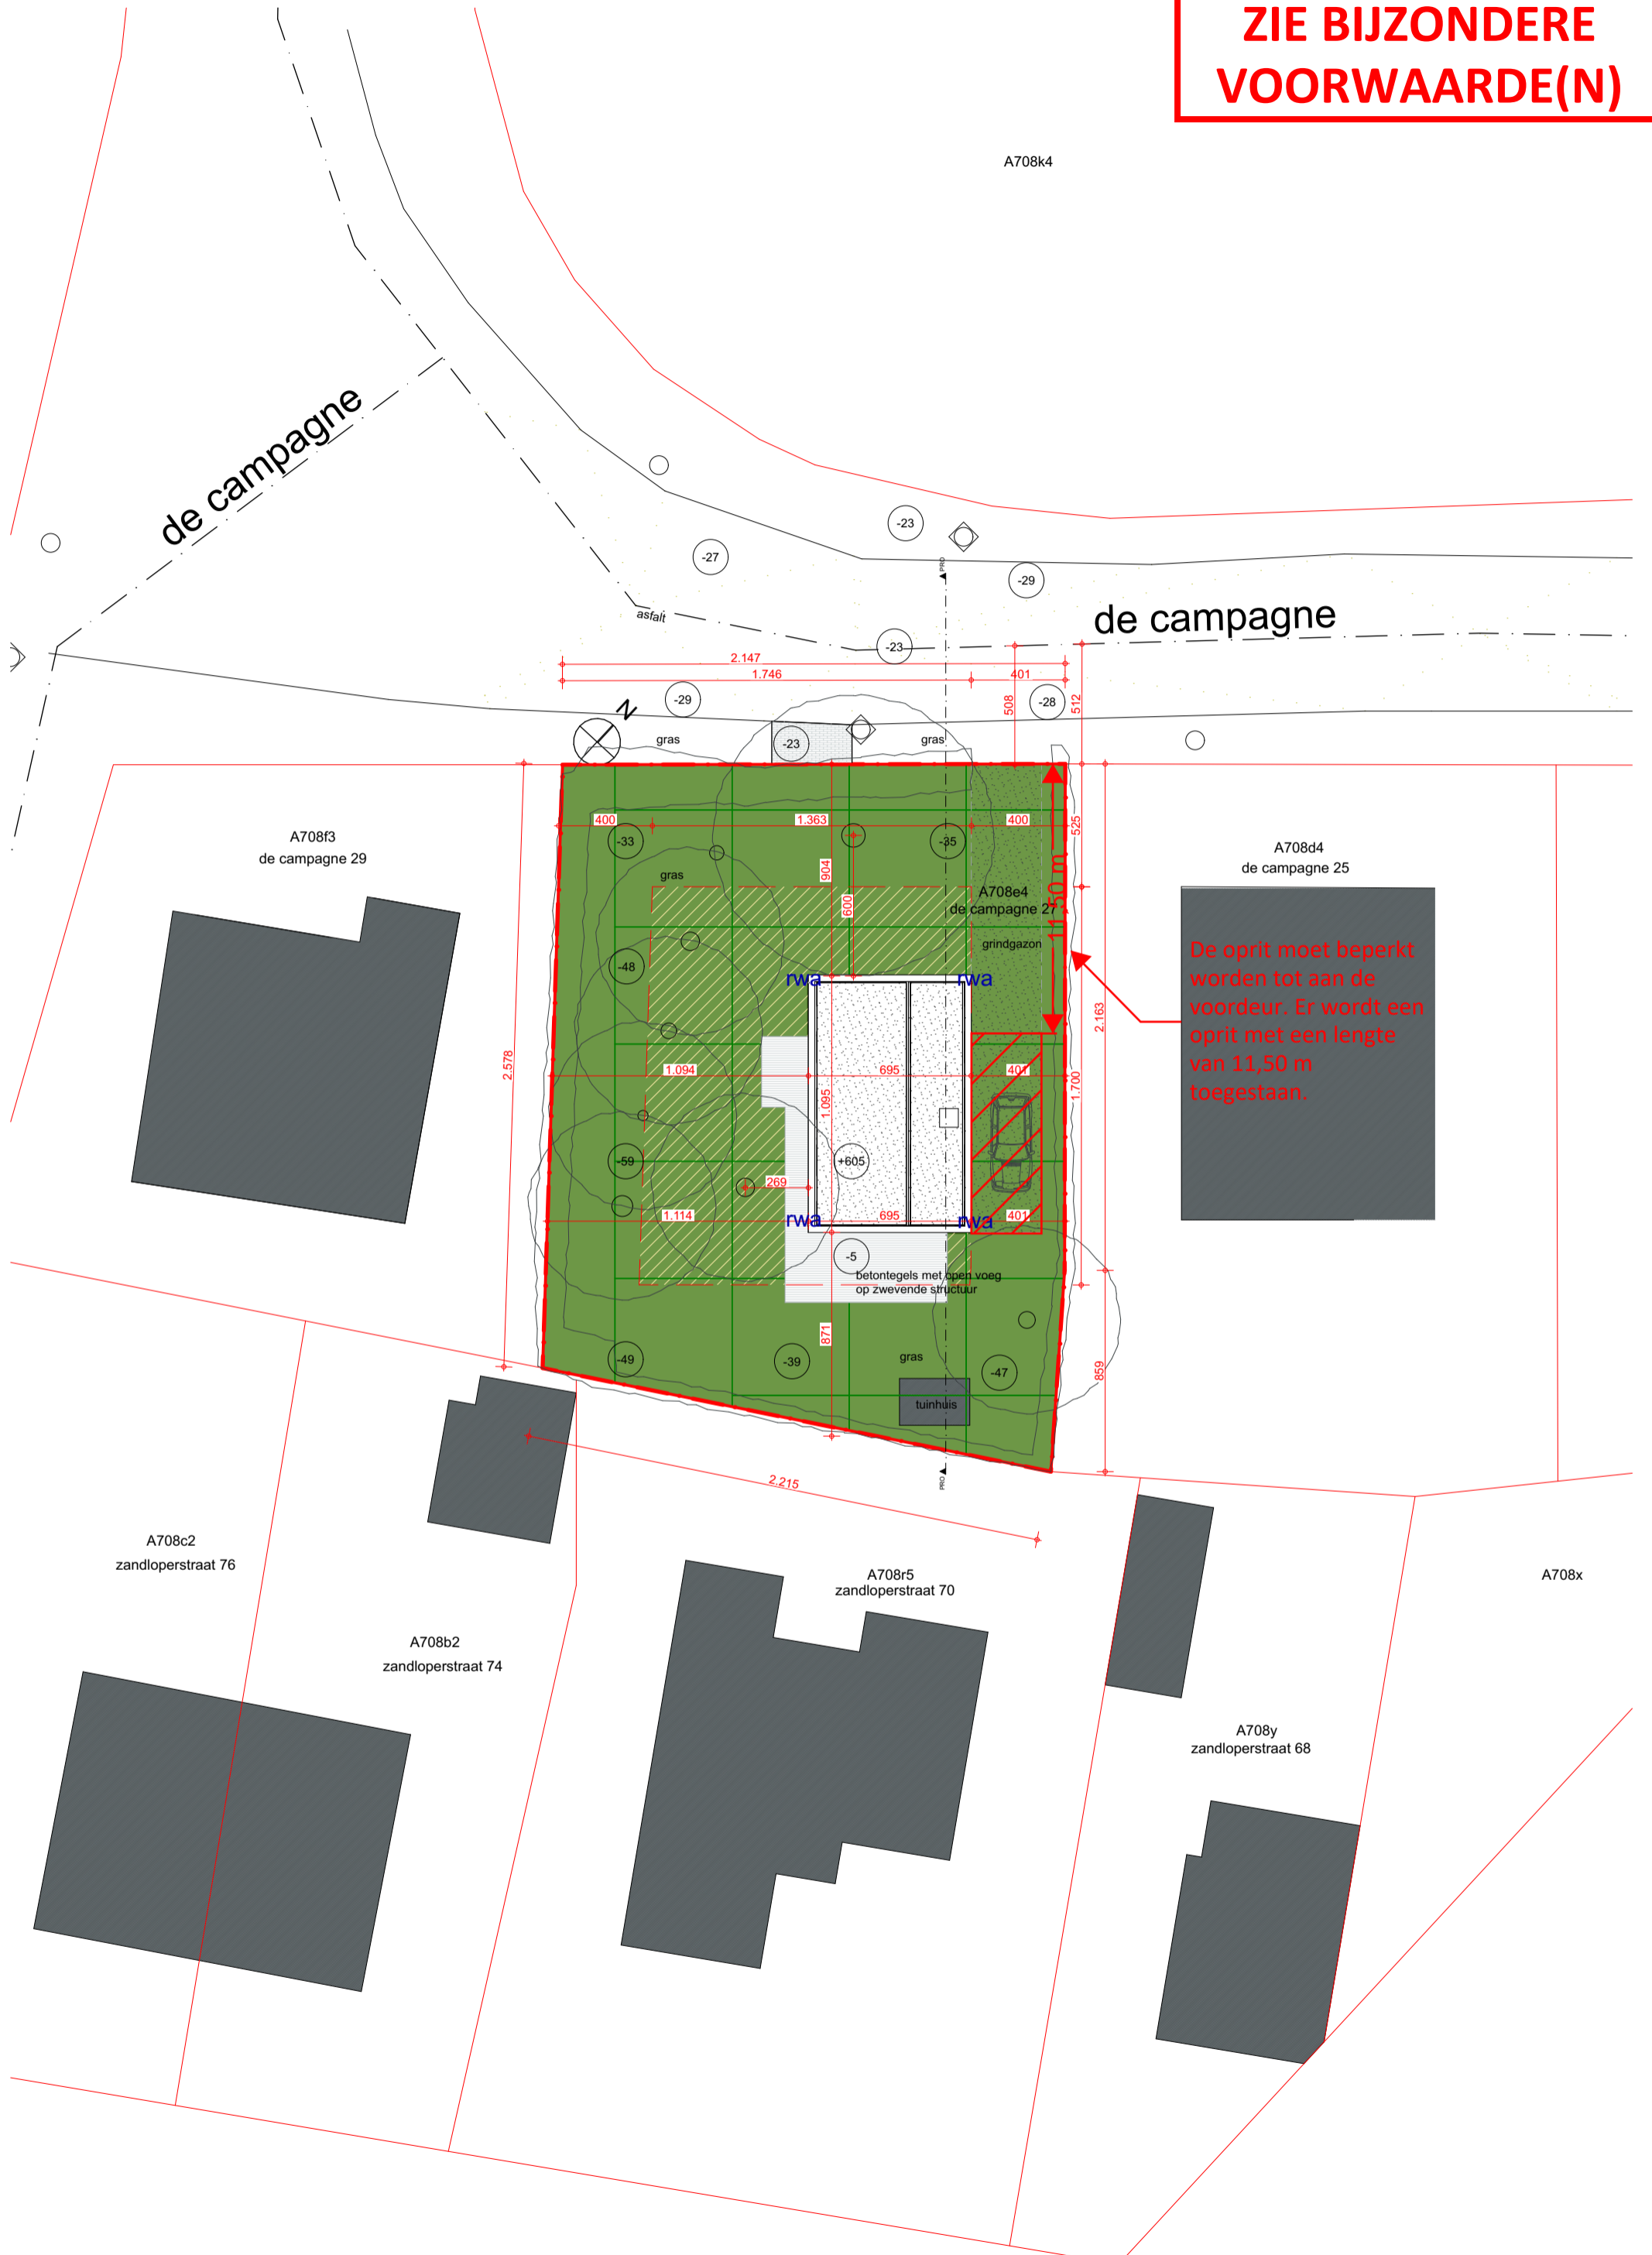 ZIE BIJZONDERE
VOORWAARDE(N)
A708k4
de campagne
-23
-27
-29
PRO
asfalt
de campagne
-23
2.147
1.746
401
-29
508
512
-28
N
gras
-23
gras
A708f3
de campagne 29
400
1.363
400
525
-33
-35
904
gras
600
A708e4
de campagne 27
11,50 m
grindgazon
A708d4
de campagne 25
De oprit moet beperkt
worden tot aan de
voordeur. Er wordt een
oprit met een lengte
van 11,50 m
toegestaan.
-48
rwa
rwa
2.163
2.578
1.094
695
401
1.700
1.095
-59
+605
269
1.114
rwa
695
rwa
401
-5
betontegels met open voeg
op zwevende structuur
871
859
-49
-39
gras
-47
tuinhuis
PRO
2.215
A708c2
zandloperstraat 76
A708b2
zandloperstraat 74
A708r5
zandloperstraat 70
A708x
A708y
zandloperstraat 68